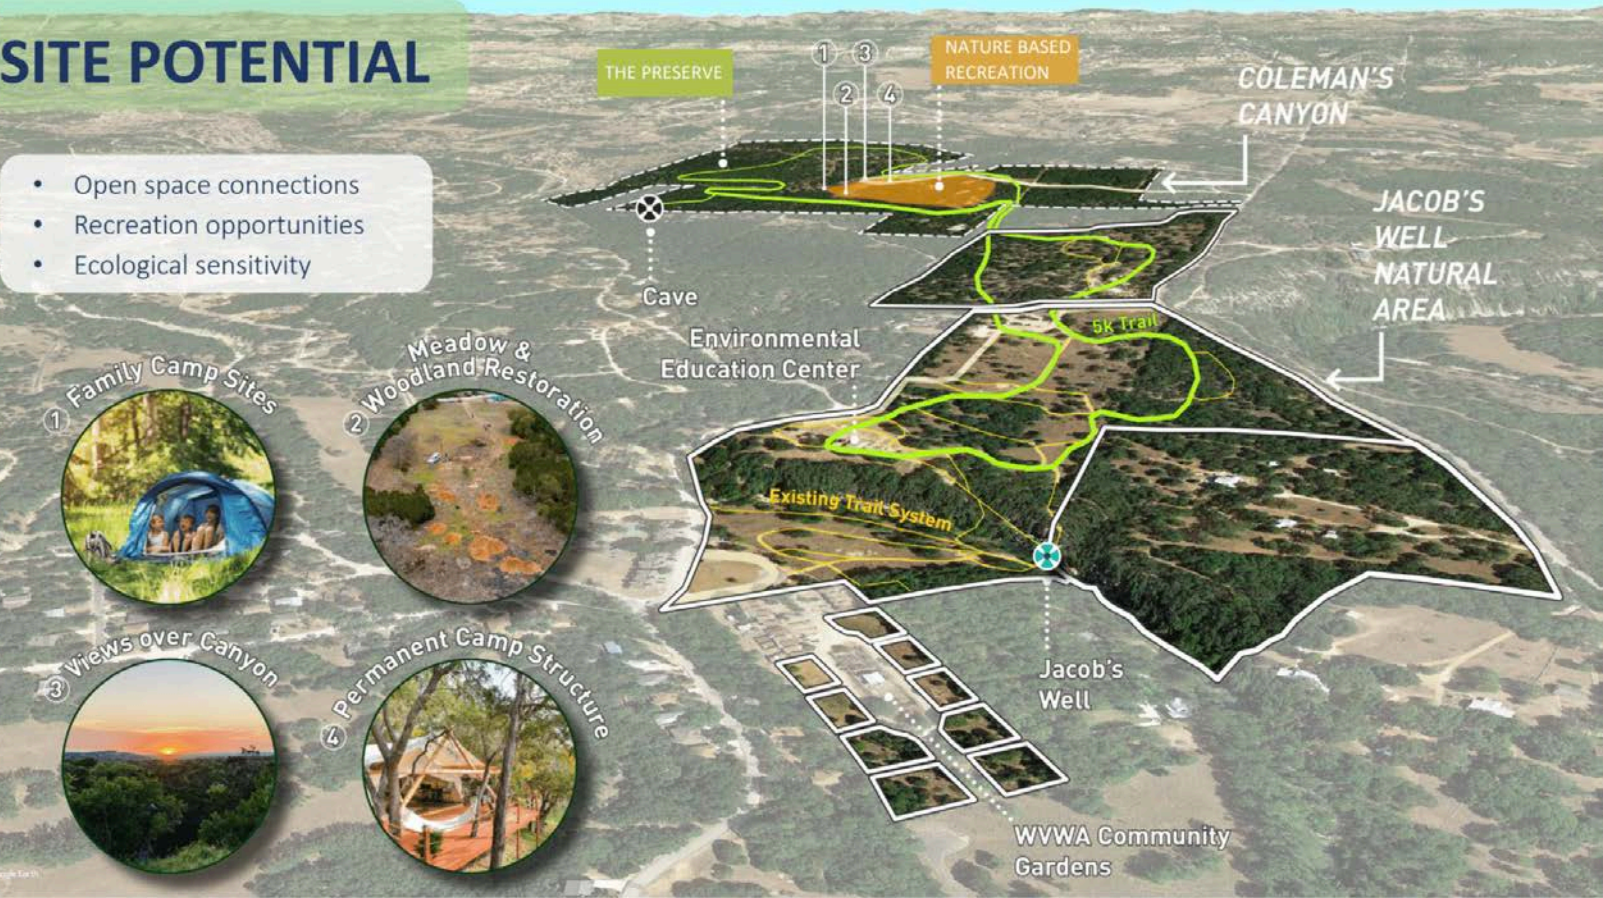 SITE POTENTIAL
• Open space connections
• Recreation opportunities
• Ecological sensitivity
THE PRESERVE
1
3
2
4
NATURE BASED
RECREATION
COLEMAN'S
CANYON
JACOB'S
WELL
NATURAL
AREA
Cave
Environmental
Education Center
5k Trail
Existing Trail System
1 Family Camp Sites
2 Meadow &
Woodland Restoration
3 Views over Canyon
4 Permanent Camp Structure
Jacob's
Well
WVWA Community
Gardens